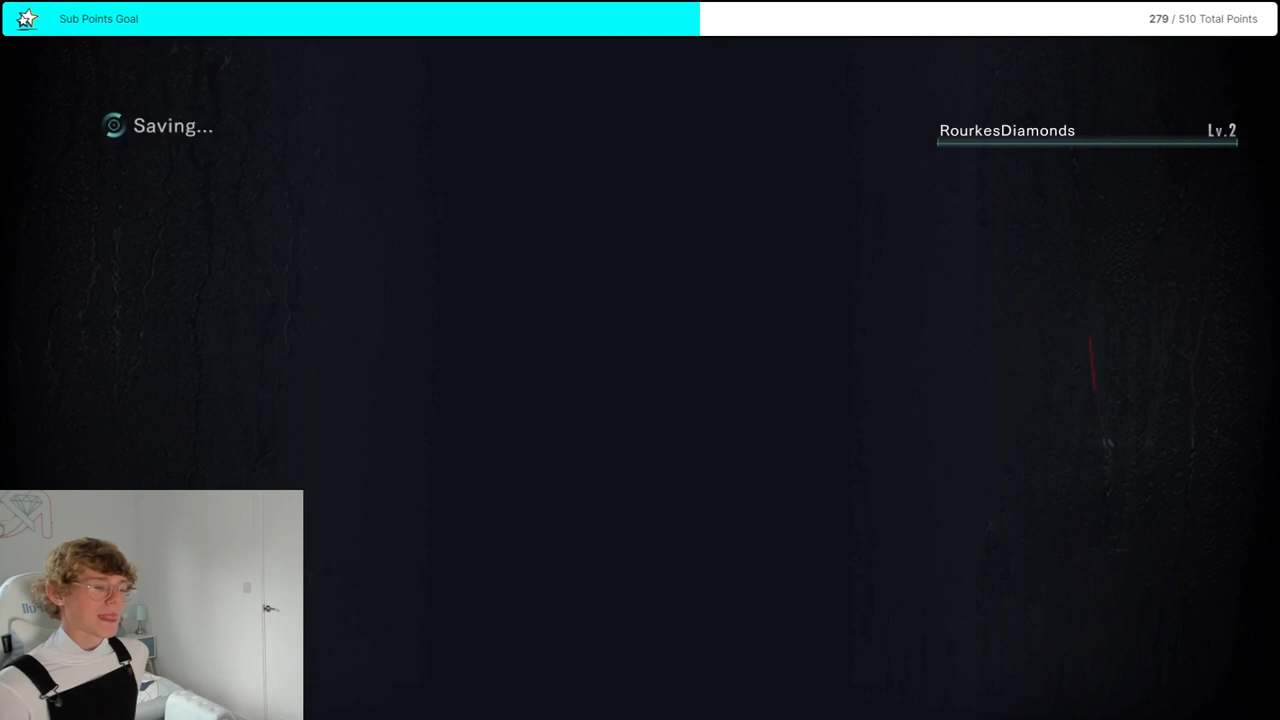 Sub Points Goal
279 / 510 Total Points
Saving...
RourkesDiamonds
Lv.2